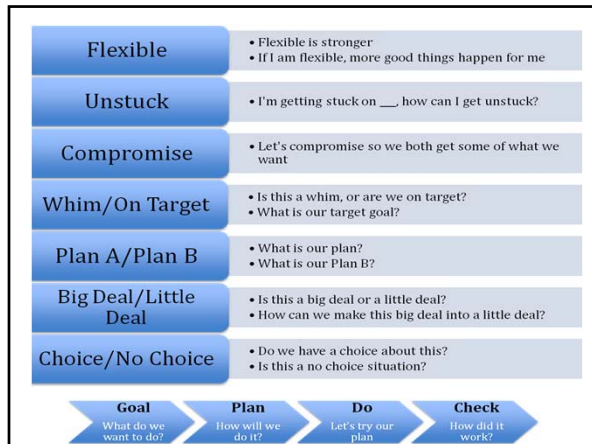 Flexible
• Flexible is stronger
• If I am flexible, more good things happen for me
Unstuck
• I'm getting stuck on ___, how can I get unstuck?
Compromise
• Let's compromise so we both get some of what we
want
Whim/On Target
• Is this a whim, or are we on target?
• What is our target goal?
Plan A/Plan B
• What is our plan?
• What is our Plan B?
Big Deal/Little
Deal
• Is this a big deal or a little deal?
• How can we make this big deal into a little deal?
Choice/No Choice
• Do we have a choice about this?
• Is this a no choice situation?
Goal
What do we
want to do?
Plan
How will we
do it?
Do
Let's try our
plan
Check
How did it
work?